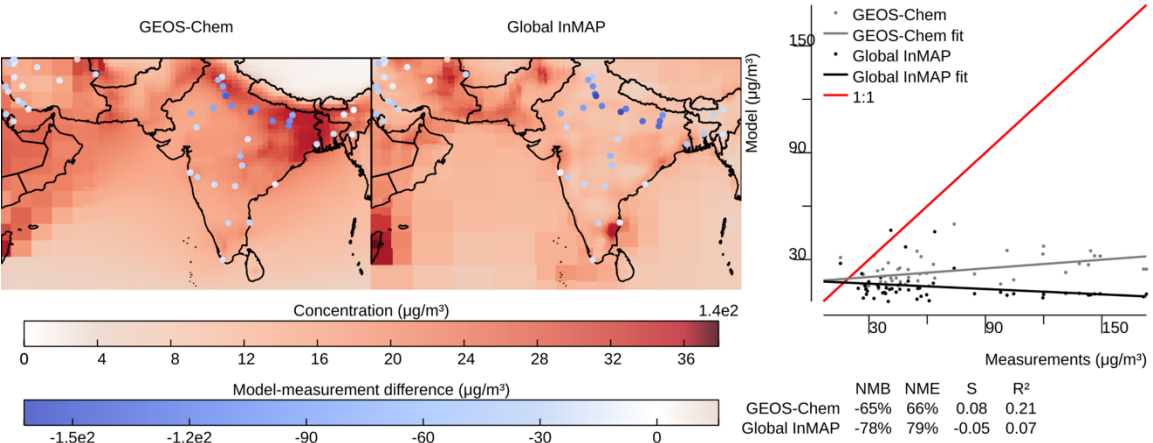 GEOS-Chem
Global InMAP
Concentration (µg/m³)
1.4e2
0 4 8 12 16 20 24 28 32 36
Model-measurement difference (µg/m³)
-1.5e2 -1.2e2 -90 -60 -30 0
GEOS-Chem
GEOS-Chem fit
Global InMAP
Global InMAP fit
1:1
Model (µg/m³)
150
90
30
30 90 150
Measurements (µg/m³)
NMB NME S R²
GEOS-Chem -65% 66% 0.08 0.21
Global InMAP -78% 79% -0.05 0.07